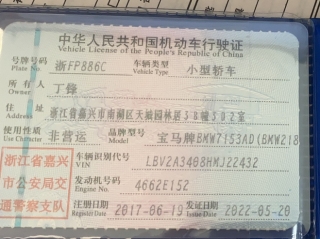 中华人民共和国机动车行驶证
Vehicle License of the People's Republic of China
号牌号码 浙FP886C 车辆类型 小型轿车
Plate No. Vehicle Type
所有人 丁锋
Owner
住址 浙江省嘉兴市南湖区天城园林居38幢502室
Address
使用性质 非营运 品牌型号 宝马牌BMW7153AD(BMW218
Use Character Model
浙江省嘉兴
市公安局交
通警察支队
车辆识别代号 LBV2A3408HMJ22432
VIN
发动机号码 4662E152
Engine No.
注册日期 2017-06-19 发证日期 2022-05-20
Register Date Issue Date